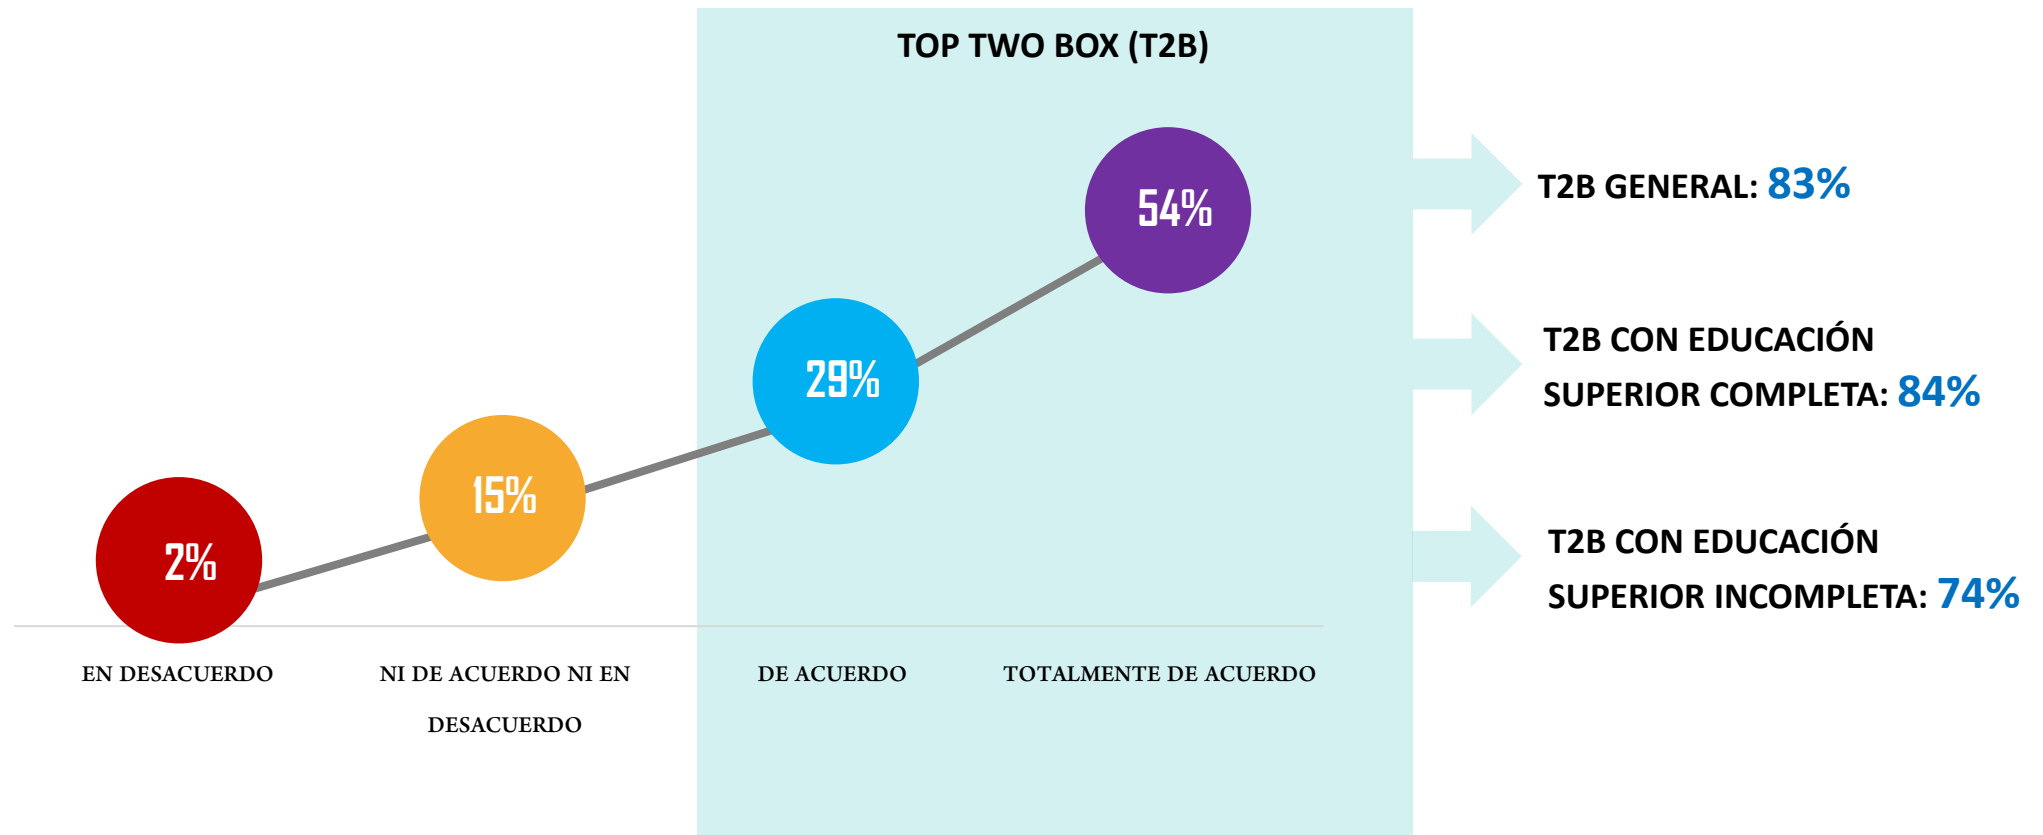 TOP TWO BOX (T2B)
54%
29%
15%
2%
EN DESACUERDO
NI DE ACUERDO NI EN
DESACUERDO
DE ACUERDO
TOTALMENTE DE ACUERDO
T2B GENERAL: 83%
T2B CON EDUCACIÓN
SUPERIOR COMPLETA: 84%
T2B CON EDUCACIÓN
SUPERIOR INCOMPLETA: 74%